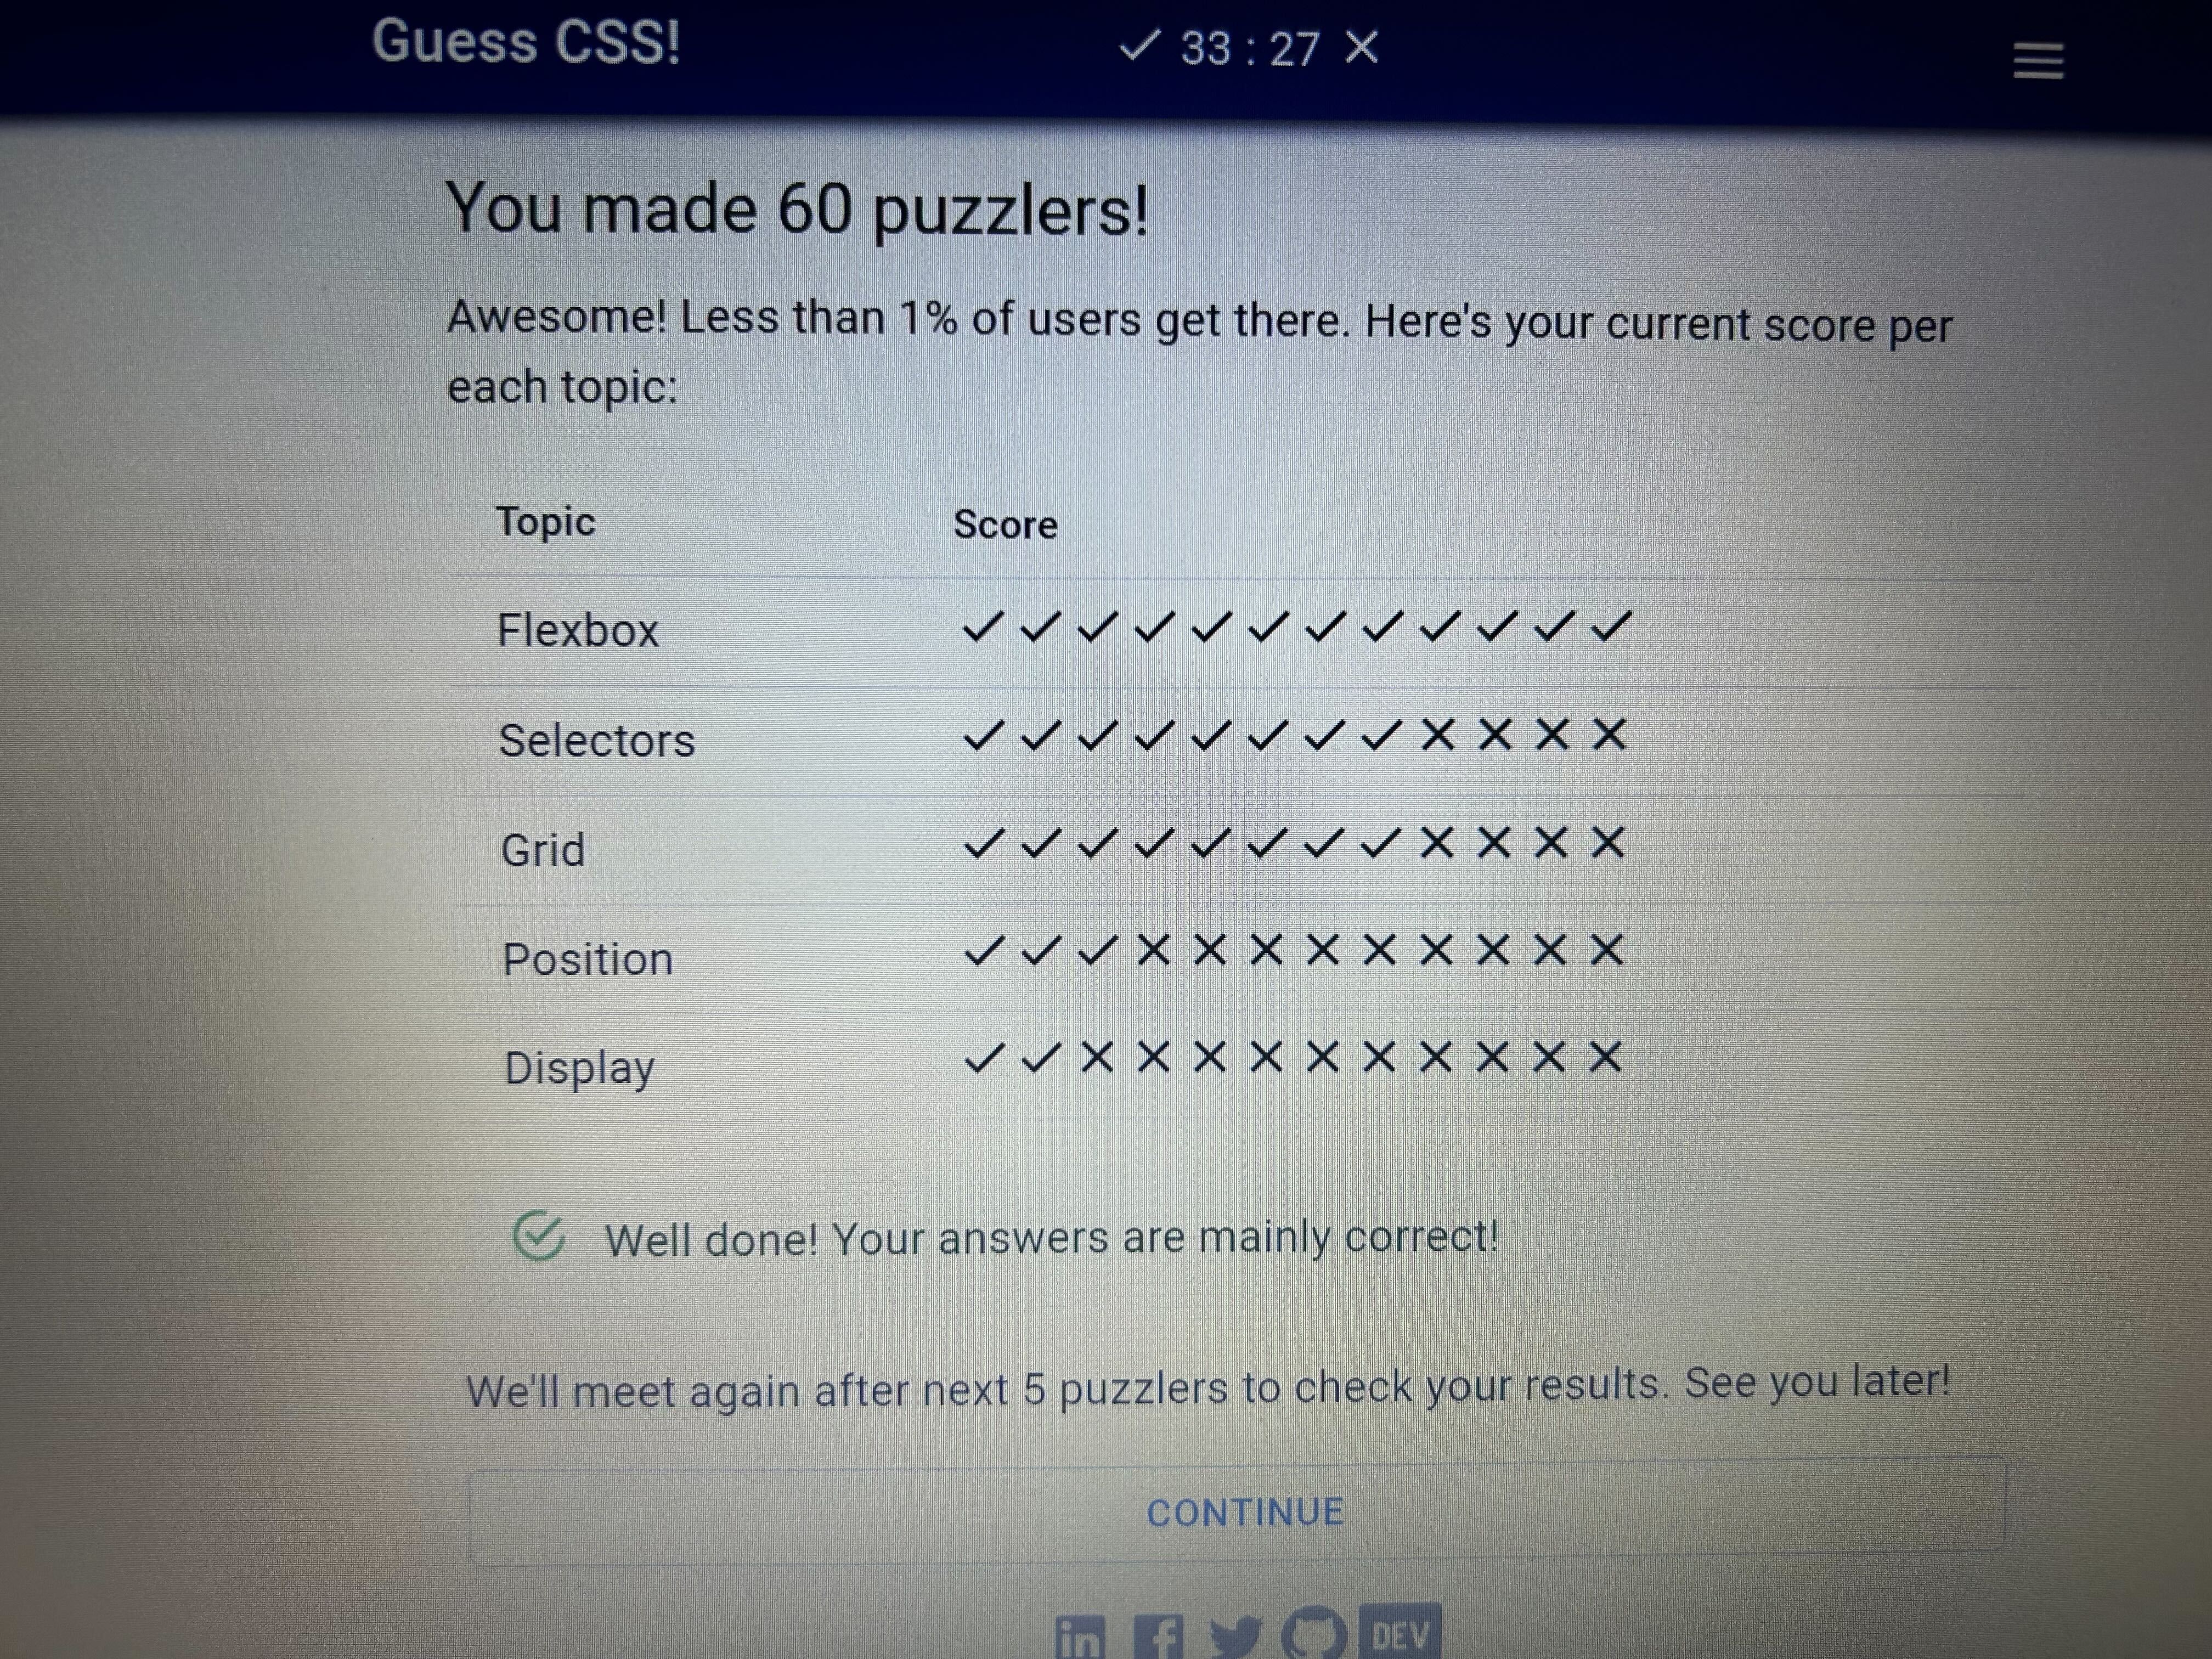 Guess CSS!
✓ 33 : 27 ✕
You made 60 puzzlers!
Awesome! Less than 1% of users get there. Here's your current score per
each topic:
Topic Score
Flexbox ✓ ✓ ✓ ✓ ✓ ✓ ✓ ✓ ✓ ✓ ✓ ✓
Selectors ✓ ✓ ✓ ✓ ✓ ✓ ✓ ✓ ✕ ✕ ✕ ✕
Grid ✓ ✓ ✓ ✓ ✓ ✓ ✓ ✓ ✕ ✕ ✕ ✕
Position ✓ ✓ ✓ ✕ ✕ ✕ ✕ ✕ ✕ ✕ ✕ ✕
Display ✓ ✓ ✕ ✕ ✕ ✕ ✕ ✕ ✕ ✕ ✕ ✕
Well done! Your answers are mainly correct!
We'll meet again after next 5 puzzlers to check your results. See you later!
CONTINUE
in f DEV